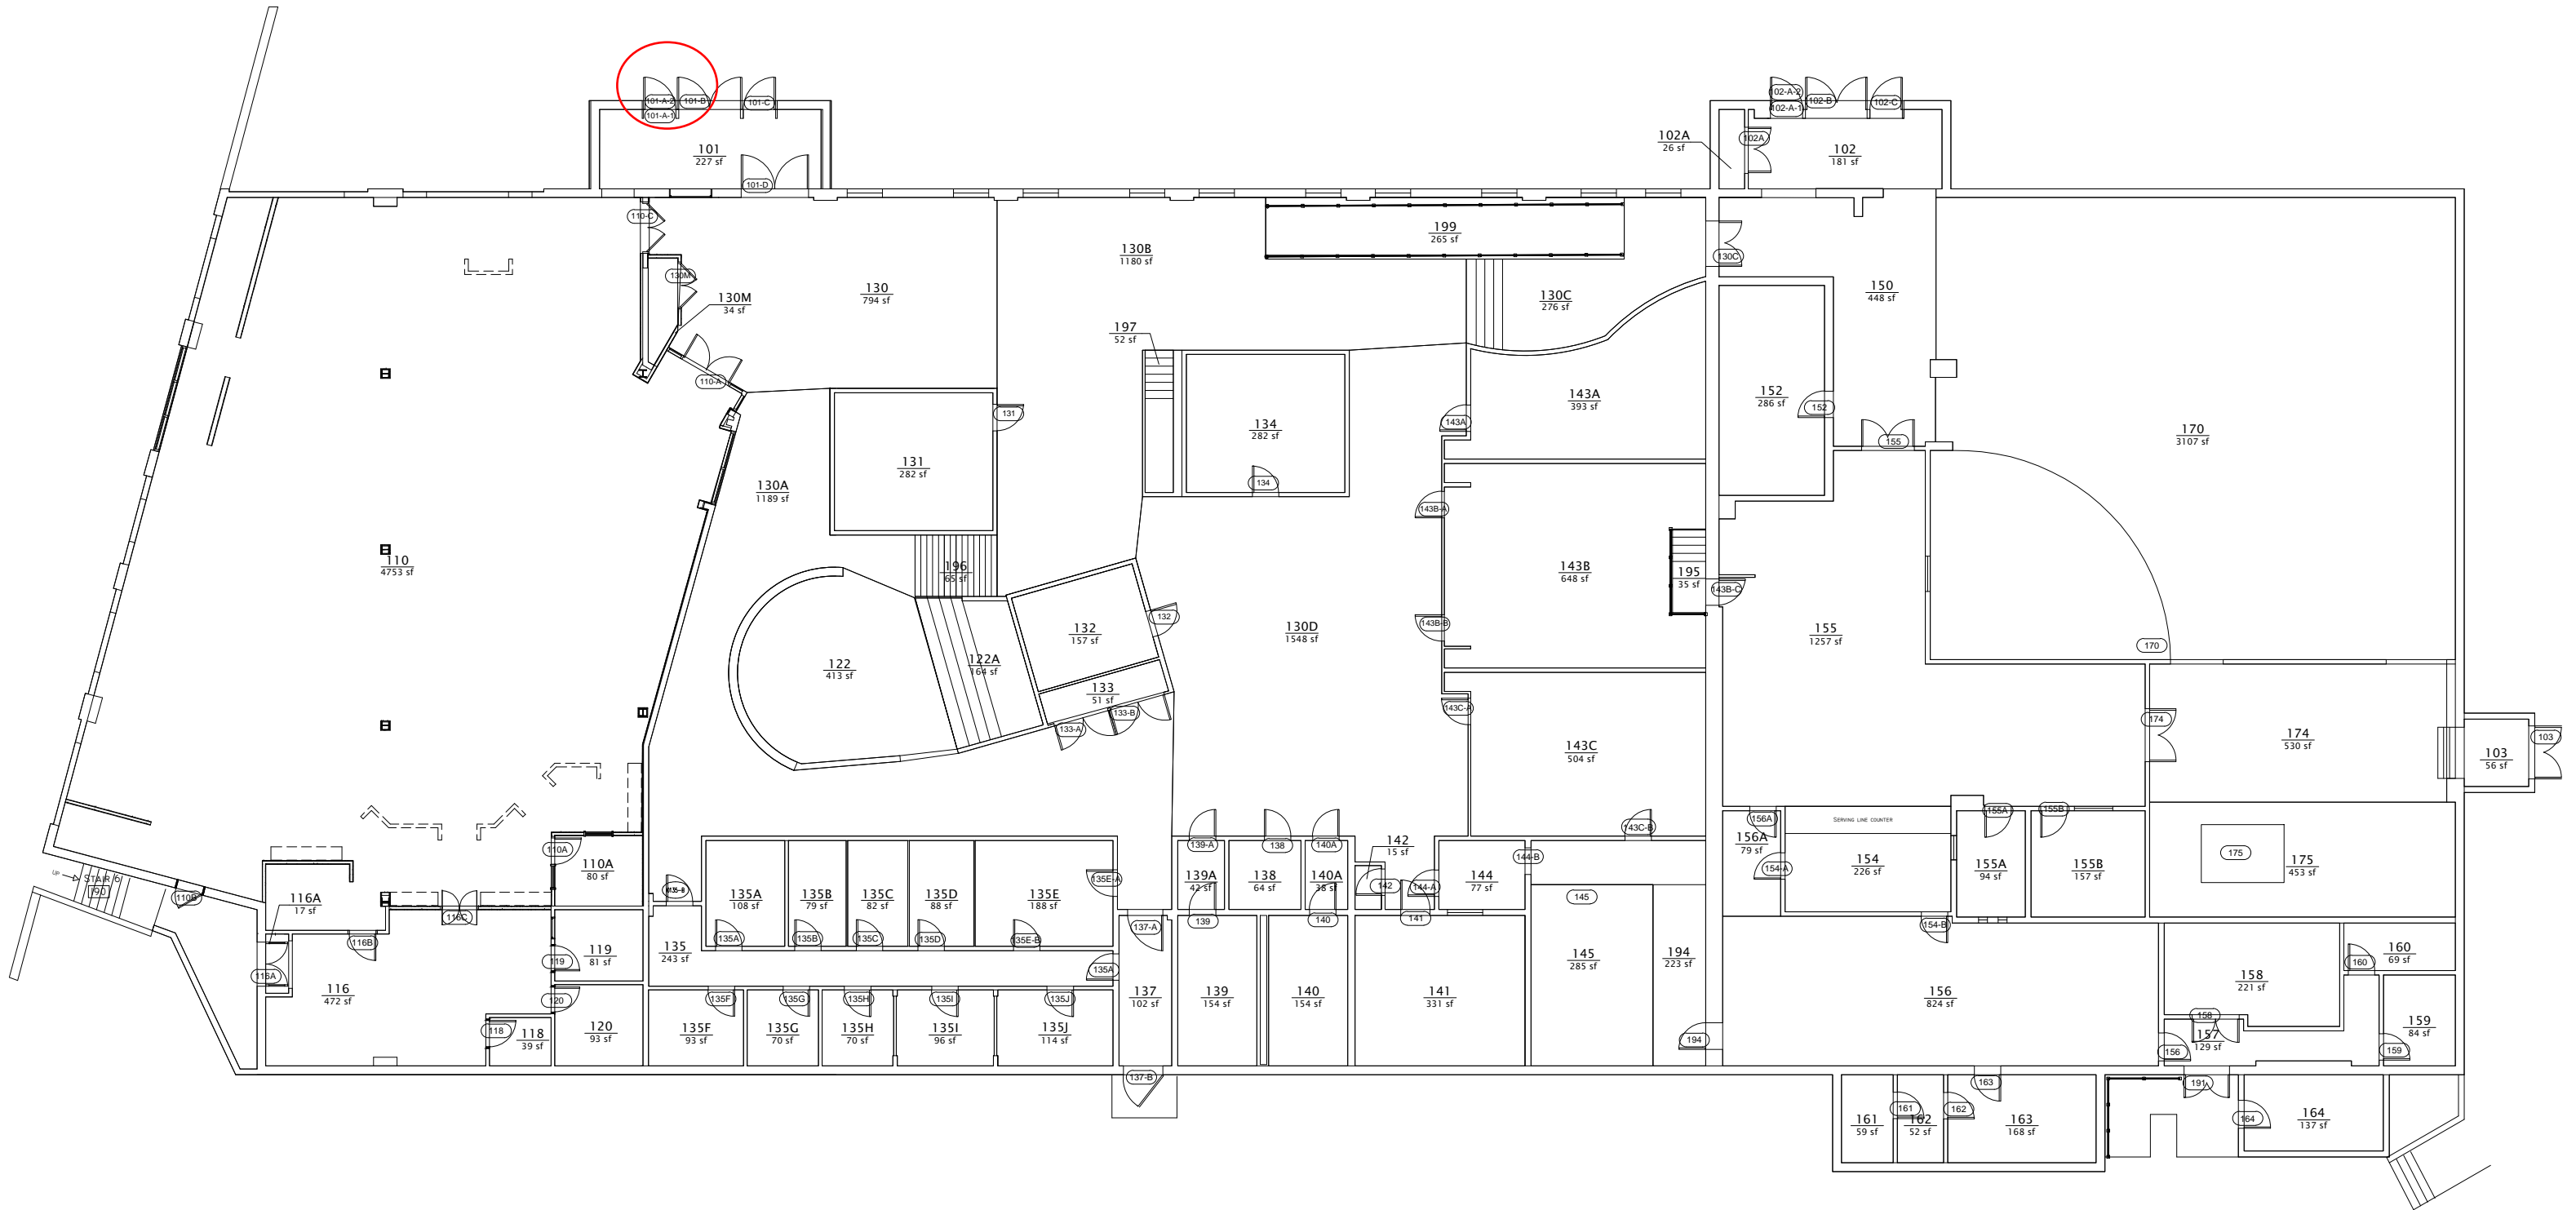 101-A-2
101-B
101-C
101-A-1
101
227 sf
101-D
102-A-2
102-A-1
102-B
102-C
102A
26 sf
102A
102
181 sf
110-C
130M
130M
34 sf
110-A
130
794 sf
130B
1180 sf
199
265 sf
130C
276 sf
130C
150
448 sf
197
52 sf
131
282 sf
131
134
282 sf
134
143A
393 sf
143A
152
286 sf
152
155
170
3107 sf
130A
1189 sf
110
4753 sf
196
65 sf
143B-A
143B
648 sf
143B-B
195
35 sf
143B-C
122
413 sf
122A
164 sf
132
157 sf
132
133
51 sf
133-A
133-B
130D
1548 sf
155
1257 sf
170
143C-A
143C
504 sf
143C-B
174
174
530 sf
103
56 sf
103
UP
STAIR 6
190
110B
110A
110A
80 sf
116A
17 sf
116C
116B
116A
116
472 sf
119
119
81 sf
120
120
93 sf
118
118
39 sf
135-B
135
243 sf
135A
108 sf
135A
135B
79 sf
135B
135C
82 sf
135C
135D
88 sf
135D
135E
188 sf
135E-A
135E-B
135A
135F
135F
93 sf
135G
135G
70 sf
135H
135H
70 sf
135I
135I
96 sf
135J
135J
114 sf
137-A
137
102 sf
137-B
139-A
139A
42 sf
139
139
154 sf
138
138
64 sf
140A
140A
38 sf
140
140
154 sf
142
15 sf
142
144-A
141
141
331 sf
144
77 sf
144-B
145
145
285 sf
194
223 sf
194
156A
156A
79 sf
154-A
SERVING LINE COUNTER
154
226 sf
154-B
155A
155A
94 sf
155B
155B
157 sf
175
175
453 sf
156
824 sf
156
158
221 sf
158
157
129 sf
160
69 sf
160
159
84 sf
159
161
59 sf
161
162
52 sf
162
163
163
168 sf
191
164
164
137 sf